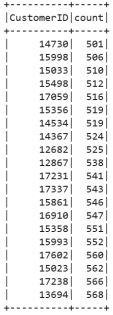 +----------+-----+
|CustomerID|count|
+----------+-----+
|     14730|  501|
|     15998|  506|
|     15033|  510|
|     15498|  512|
|     17059|  516|
|     15356|  519|
|     14534|  519|
|     14367|  524|
|     12682|  525|
|     12867|  538|
|     17231|  541|
|     17337|  543|
|     15861|  546|
|     16910|  547|
|     15358|  551|
|     15993|  552|
|     17602|  560|
|     15023|  562|
|     17238|  566|
|     13694|  568|
+----------+-----+